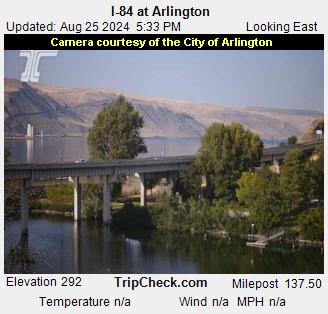 I-84 at Arlington
Updated: Aug 25 2024 5:33 PM Looking East
Camera courtesy of the City of Arlington
Elevation 292 TripCheck.com Milepost 137.50
Temperature n/a Wind n/a MPH n/a